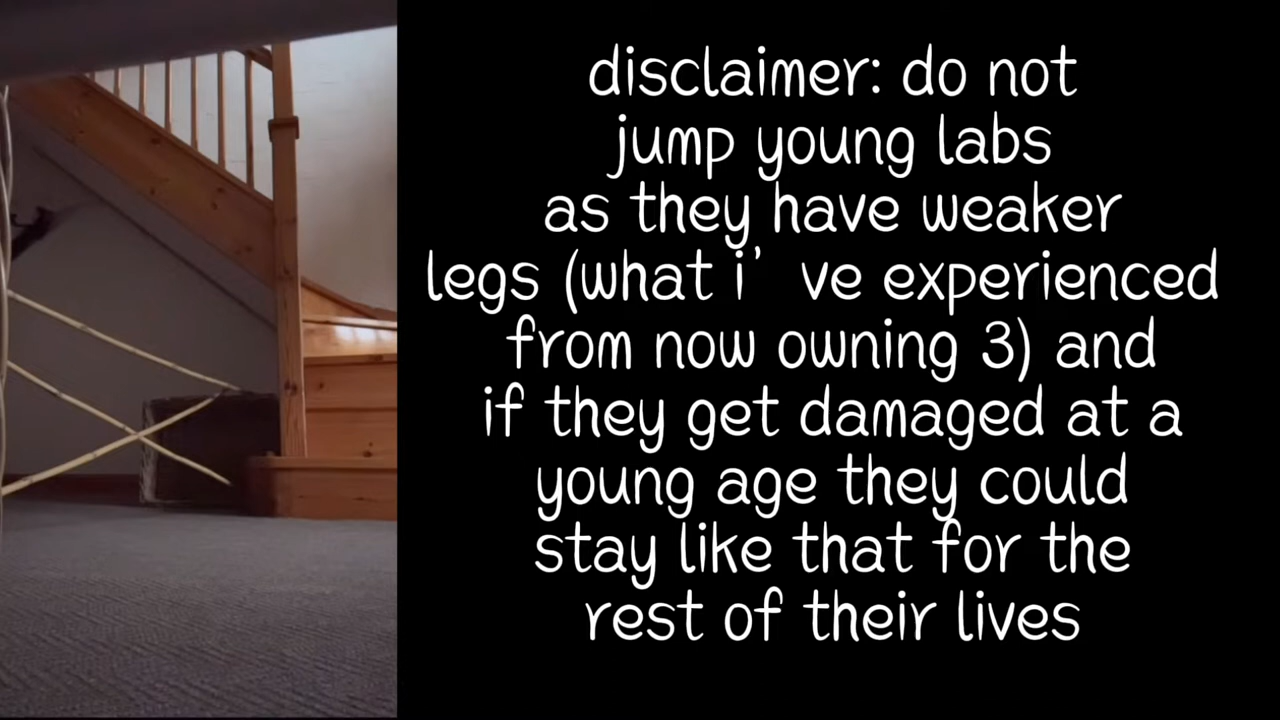 disclaimer: do not
jump young labs
as they have weaker
legs (what i’ ve experienced
from now owning 3) and
if they get damaged at a
young age they could
stay like that for the
rest of their lives